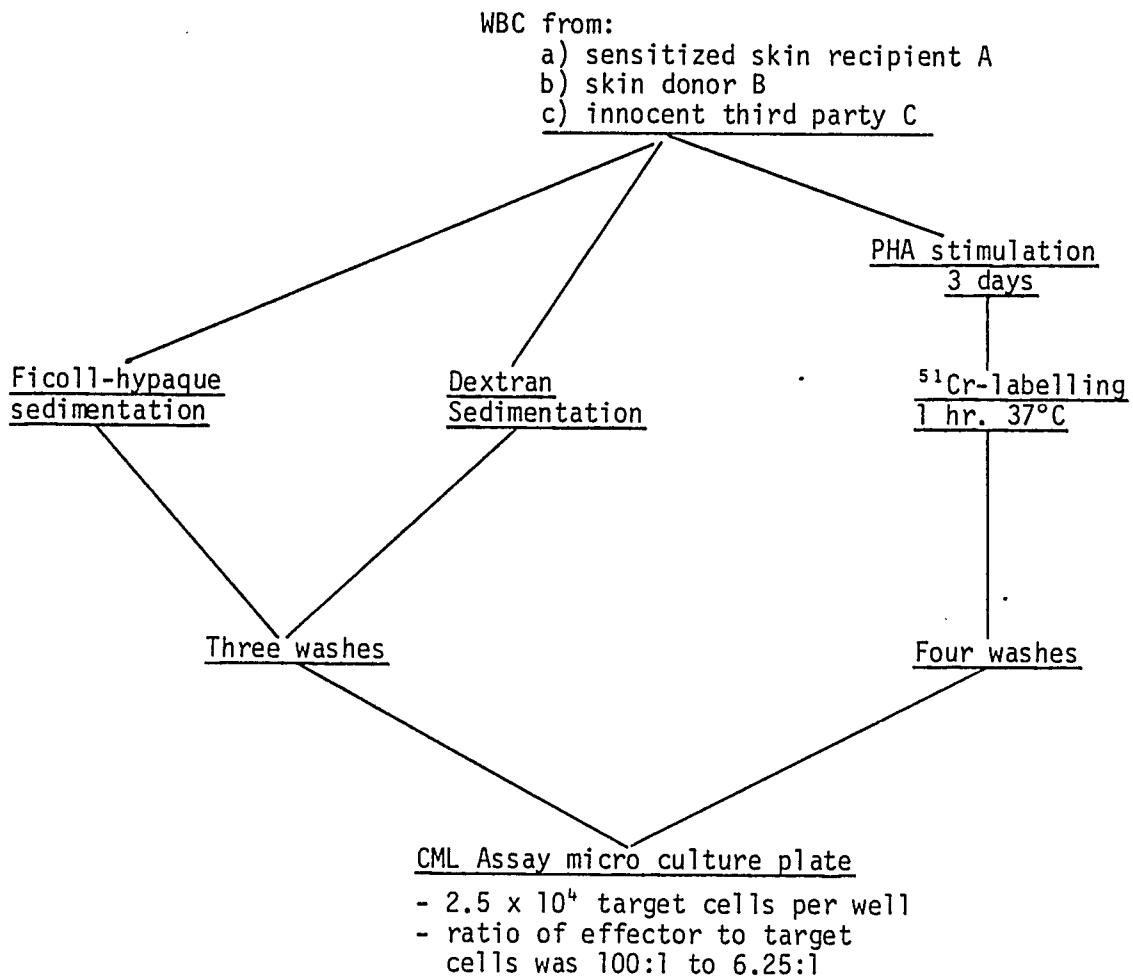 WBC from:
a) sensitized skin recipient A
b) skin donor B
c) innocent third party C
PHA stimulation
3 days
Ficoll-hypaque
sedimentation
Dextran
Sedimentation
⁵¹Cr-labelling
1 hr. 37°C
Three washes
Four washes
CML Assay micro culture plate
- 2.5 x 10⁴ target cells per well
- ratio of effector to target
cells was 100:1 to 6.25:1